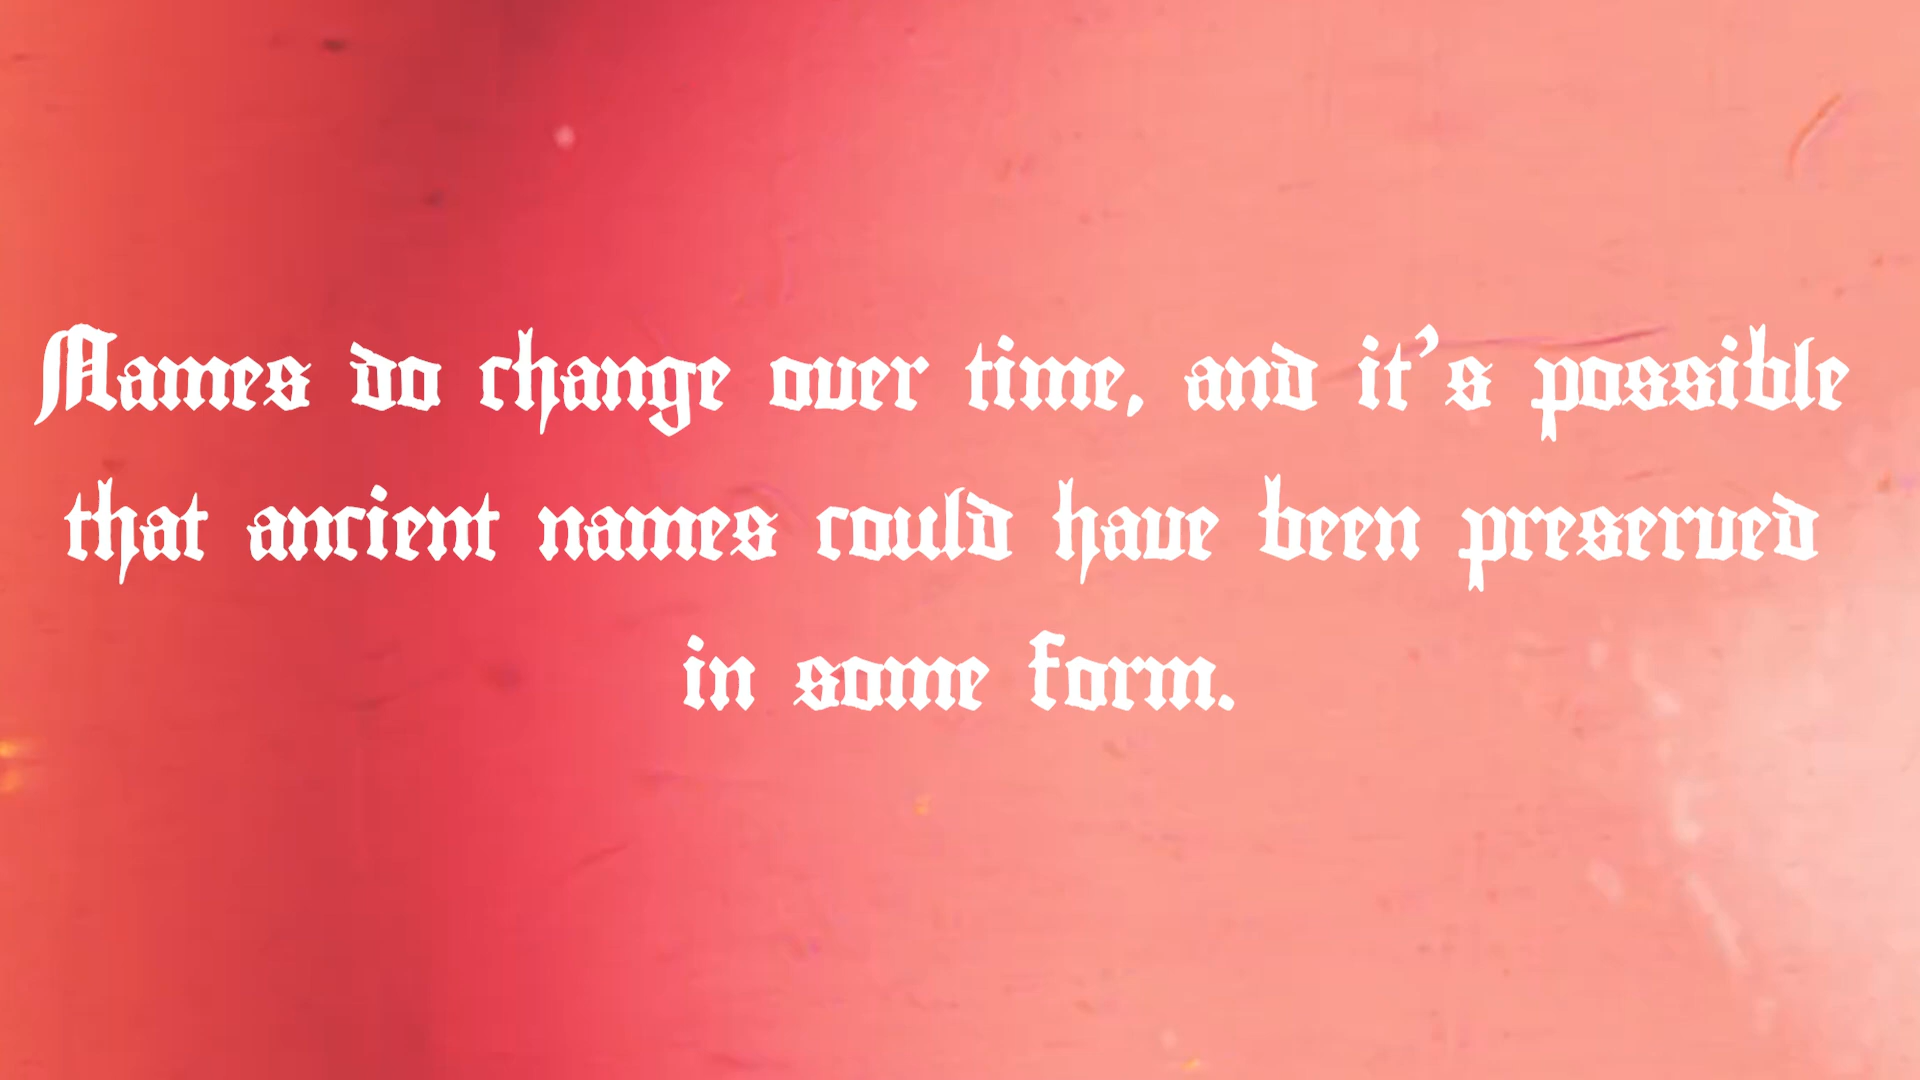 Names do change over time, and it's possible
that ancient names could have been preserved
in some form.